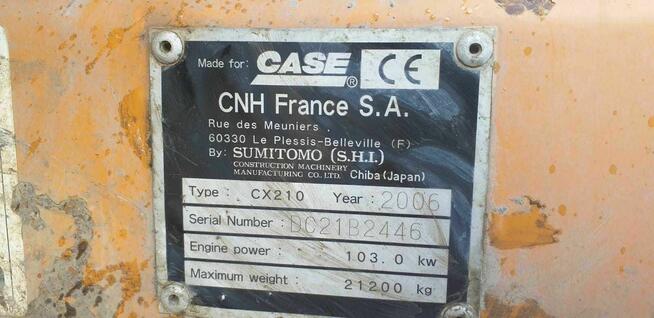 Made for: CASE ® CE
CNH France S.A.
Rue des Meuniers .
60330 Le Plessis-Belleville (F)
By: SUMITOMO (S.H.I.)
CONSTRUCTION MACHINERY
MANUFACTURING CO. LTD. Chiba (Japan)
Type : CX210 Year : 2006
Serial Number : DC21B2446
Engine power : 103.0 kw
Maximum weight : 21200 kg